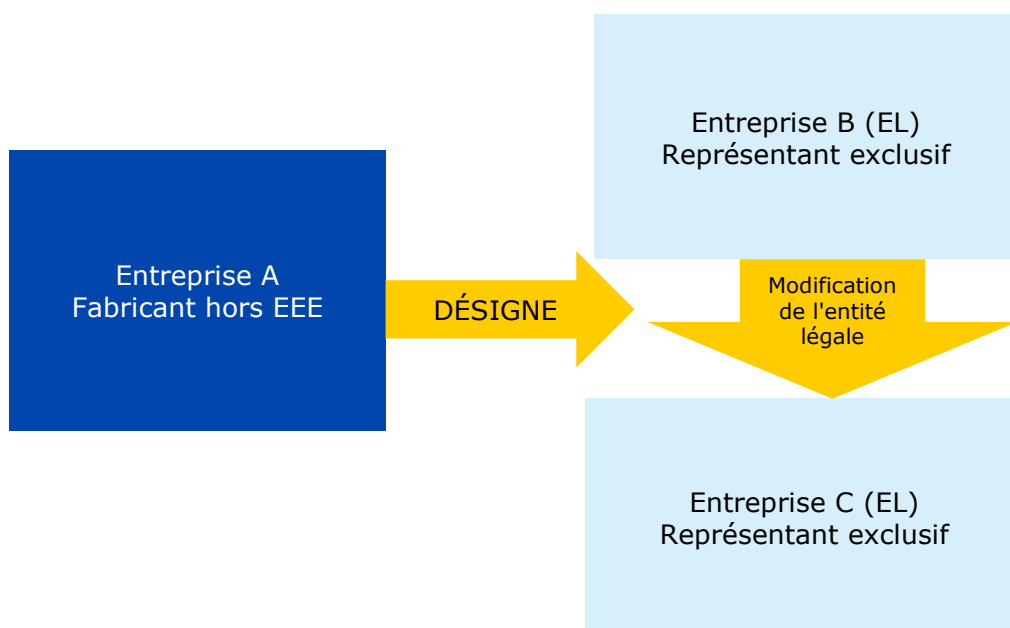 Entreprise A
Fabricant hors EEE
DÉSIGNE
Entreprise B (EL)
Représentant exclusif
Modification
de l'entité
légale
Entreprise C (EL)
Représentant exclusif